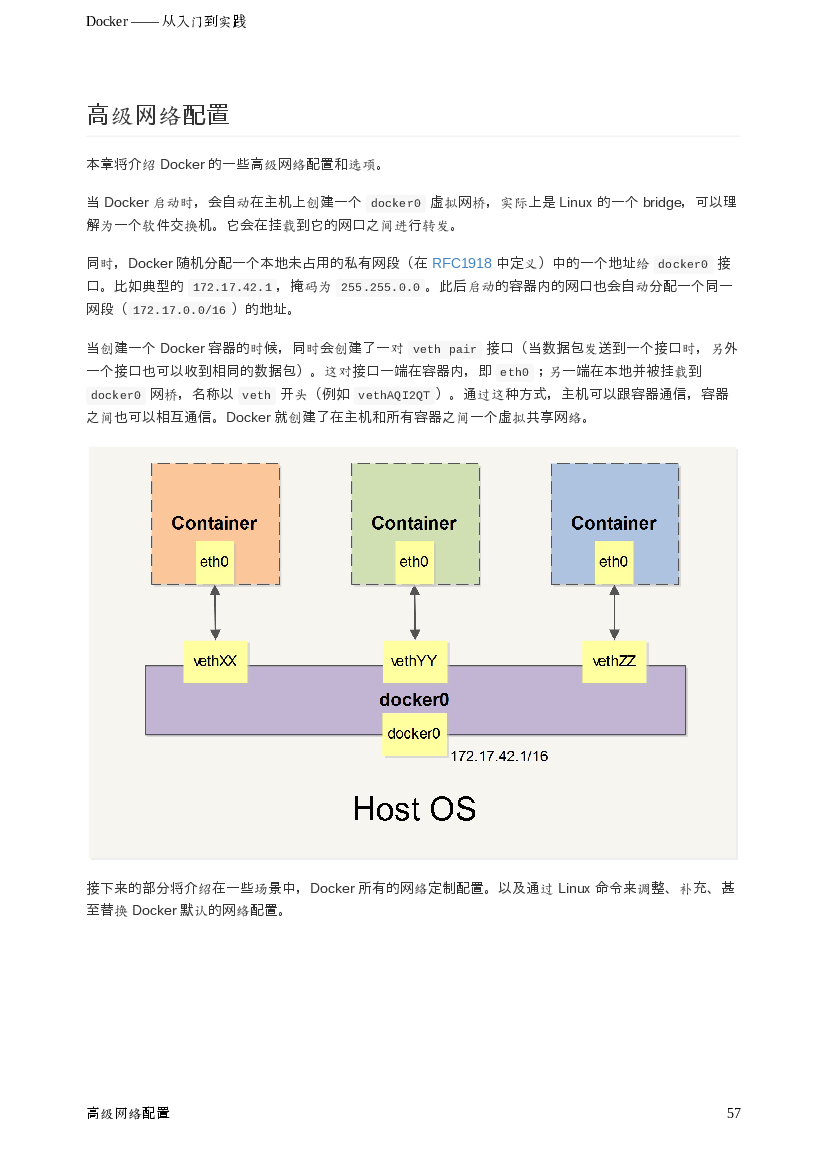 Docker —— 从入门到实践
高级网络配置
本章将介绍 Docker 的一些高级网络配置和选项。
当 Docker 启动时，会自动在主机上创建一个 docker0 虚拟网桥，实际上是 Linux 的一个 bridge，可以理
解为一个软件交换机。它会在挂载到它的网口之间进行转发。
同时，Docker 随机分配一个本地未占用的私有网段（在 RFC1918 中定义）中的一个地址给 docker0 接
口。比如典型的 172.17.42.1 ，掩码为 255.255.0.0 。此后启动的容器内的网口也会自动分配一个同一
网段（ 172.17.0.0/16 ）的地址。
当创建一个 Docker 容器的时候，同时会创建了一对 veth pair 接口（当数据包发送到一个接口时，另外
一个接口也可以收到相同的数据包）。这对接口一端在容器内，即 eth0 ；另一端在本地并被挂载到
docker0 网桥，名称以 veth 开头（例如 vethAQI2QT ）。通过这种方式，主机可以跟容器通信，容器
之间也可以相互通信。Docker 就创建了在主机和所有容器之间一个虚拟共享网络。
Container Container Container
eth0 eth0 eth0
vethXX vethYY vethZZ
docker0
docker0
172.17.42.1/16
Host OS
接下来的部分将介绍在一些场景中，Docker 所有的网络定制配置。以及通过 Linux 命令来调整、补充、甚
至替换 Docker 默认的网络配置。
高级网络配置 57